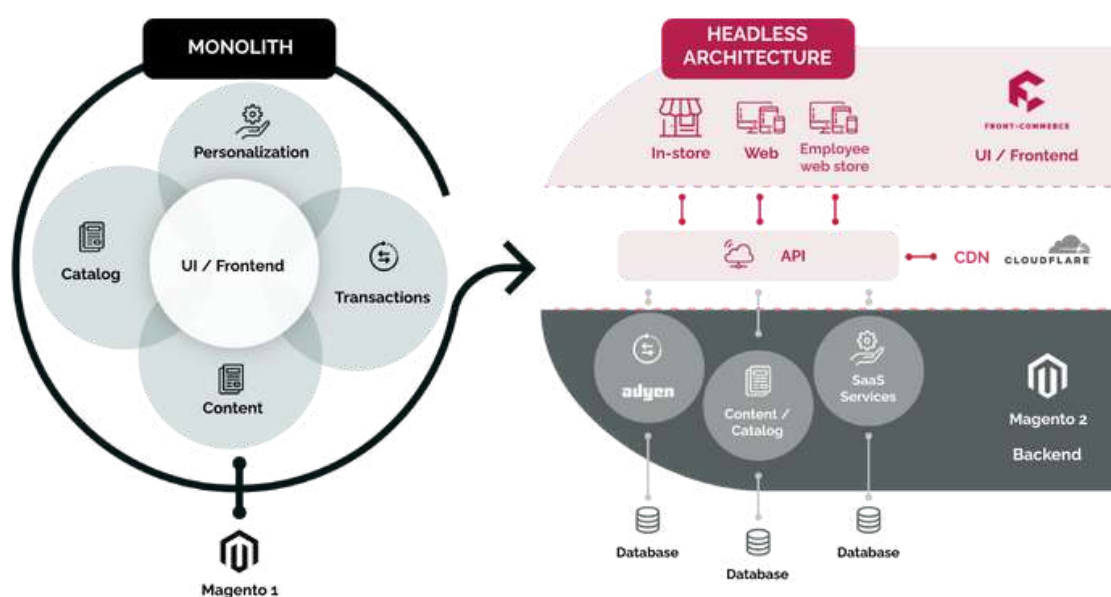 MONOLITH
Personalization
Catalog
UI / Frontend
Transactions
Content
Magento 1
HEADLESS
ARCHITECTURE
In-store
Web
Employee
web store
FRONT-COMMERCE
UI / Frontend
API
CDN
CLOUDFLARE
adyen
Content /
Catalog
SaaS
Services
Magento 2
Backend
Database
Database
Database